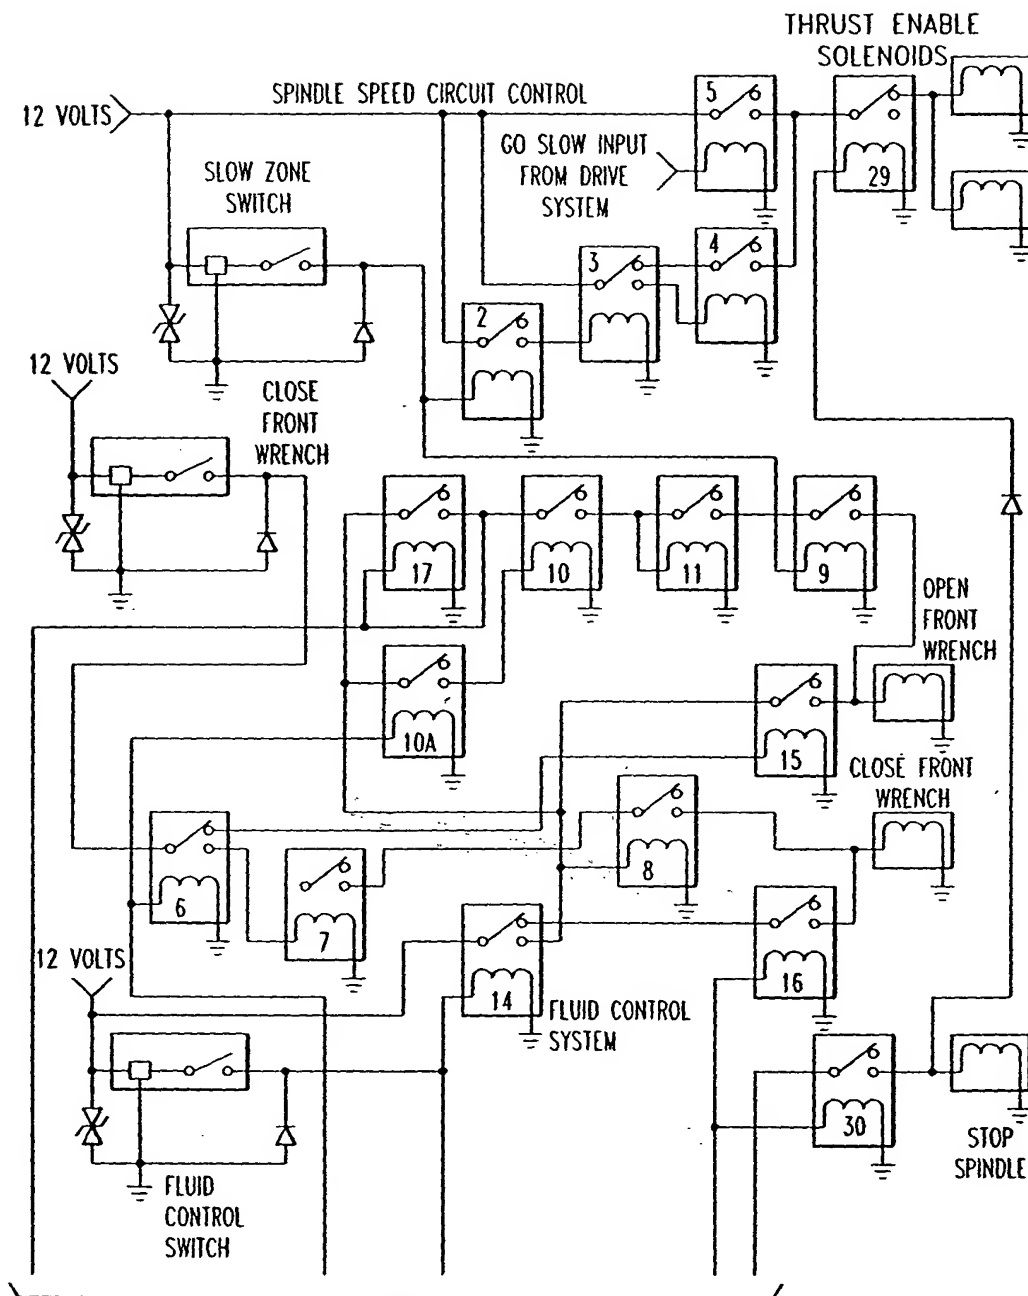 THRUST ENABLE
SOLENOIDS
12 VOLTS
SPINDLE SPEED CIRCUIT CONTROL
5
GO SLOW INPUT
FROM DRIVE
SYSTEM
29
SLOW ZONE
SWITCH
4
3
2
12 VOLTS
CLOSE
FRONT
WRENCH
17
10
11
9
OPEN
FRONT
WRENCH
10A
15
CLOSE FRONT
WRENCH
8
6
7
12 VOLTS
14
16
FLUID CONTROL
SYSTEM
30
STOP
SPINDLE
FLUID
CONTROL
SWITCH